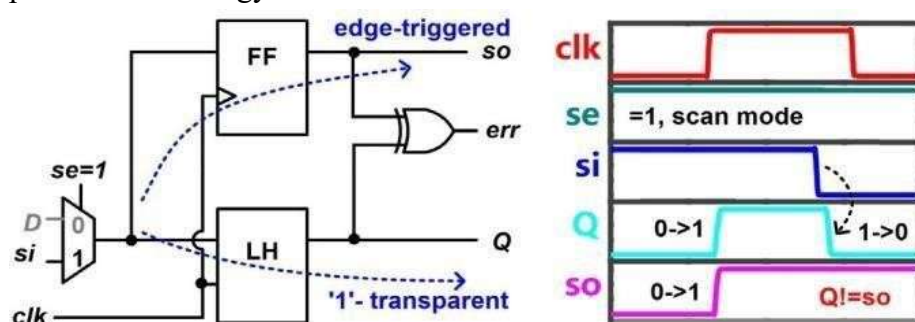 edge-triggered
FF
so
err
se=1
D
0
si
1
LH
Q
'1'- transparent
clk
clk
se
=1, scan mode
si
Q
0->1
1->0
so
0->1
Q!=so